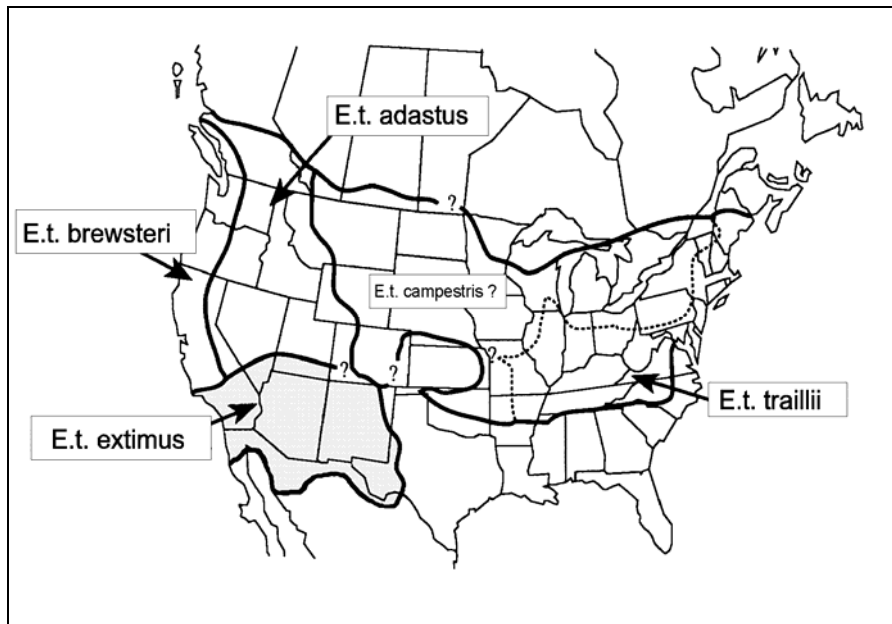 E.t. adastus
?
E.t. brewsteri
E.t. campestris ?
?
?
?
E.t. traillii
E.t. extimus